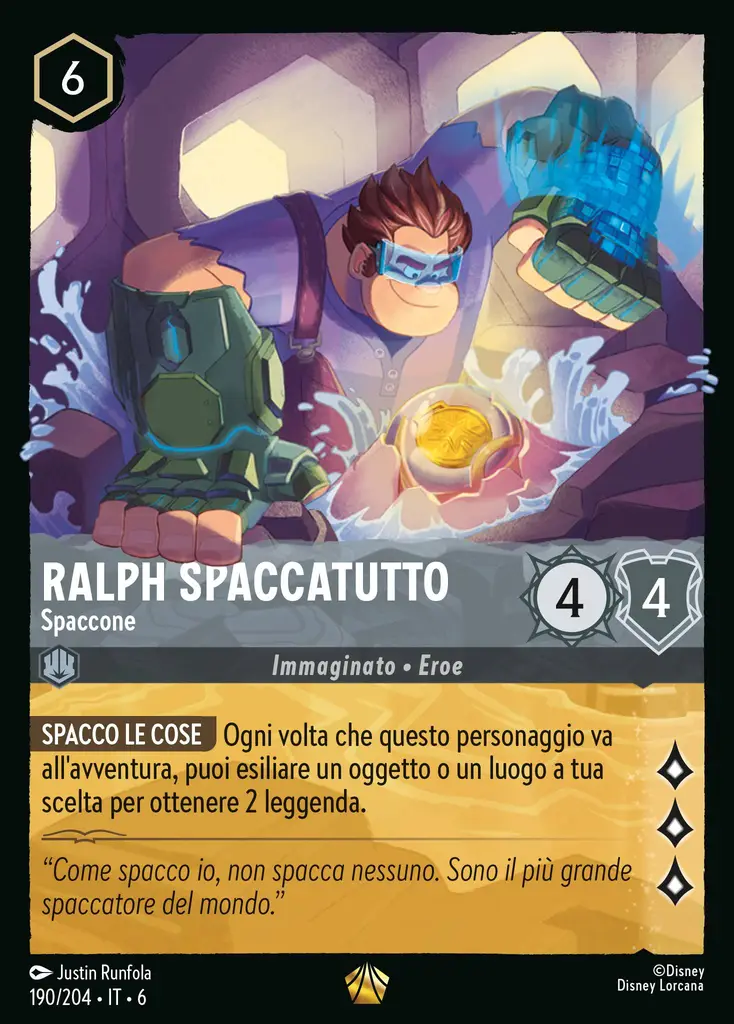 6
RALPH SPACCATUTTO
Spaccone
4
4
Immaginato • Eroe
SPACCO LE COSE Ogni volta che questo personaggio va
all'avventura, puoi esiliare un oggetto o un luogo a tua
scelta per ottenere 2 leggenda.
“Come spacco io, non spacca nessuno. Sono il più grande
spaccatore del mondo.”
Justin Runfola
190/204 • IT • 6
©Disney
Disney Lorcana